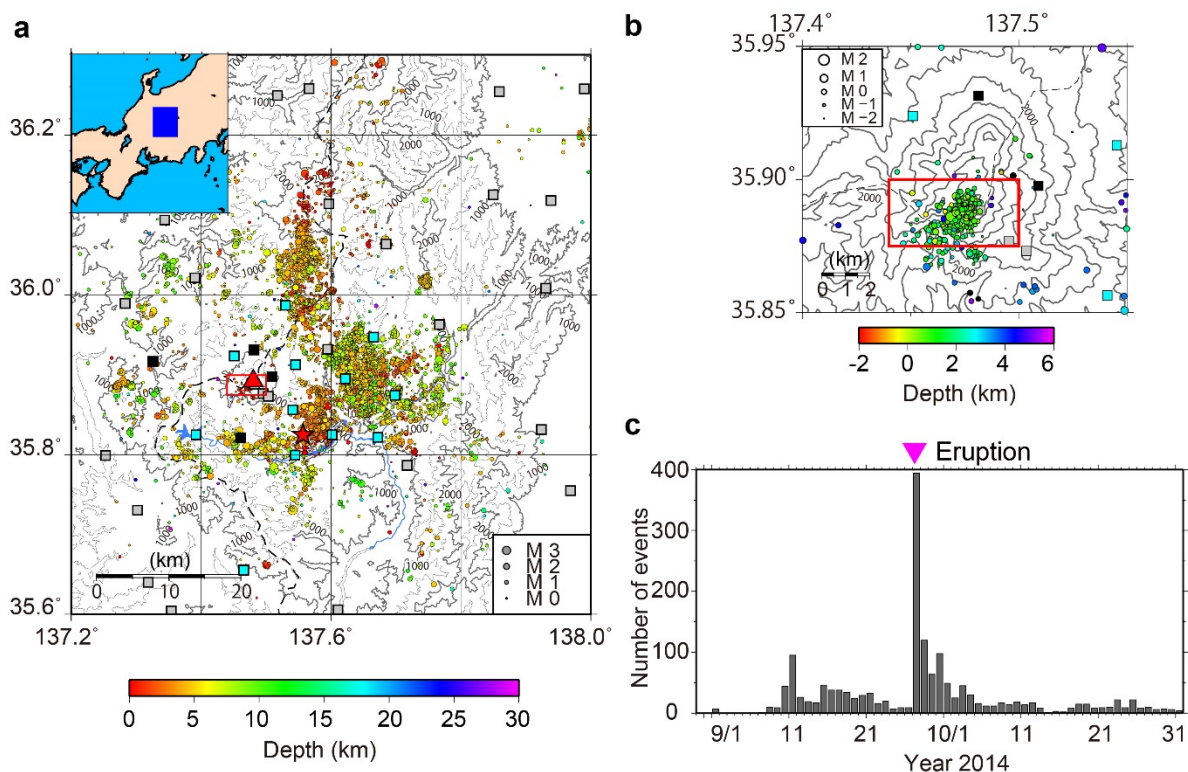 a
36.2°
36.0°
35.8°
35.6°
137.2°
137.6°
138.0°
1000
2000
(km)
0
10
20
M 3
M 2
M 1
M 0
0
5
10
15
20
25
30
Depth (km)
b
137.4°
137.5°
35.95°
35.90°
35.85°
M 2
M 1
M 0
M −1
M −2
3000
2000
2000
(km)
0 1 2
-2
0
2
4
6
Depth (km)
c
Eruption
400
300
200
100
0
Number of events
9/1
11
21
10/1
11
21
31
Year 2014